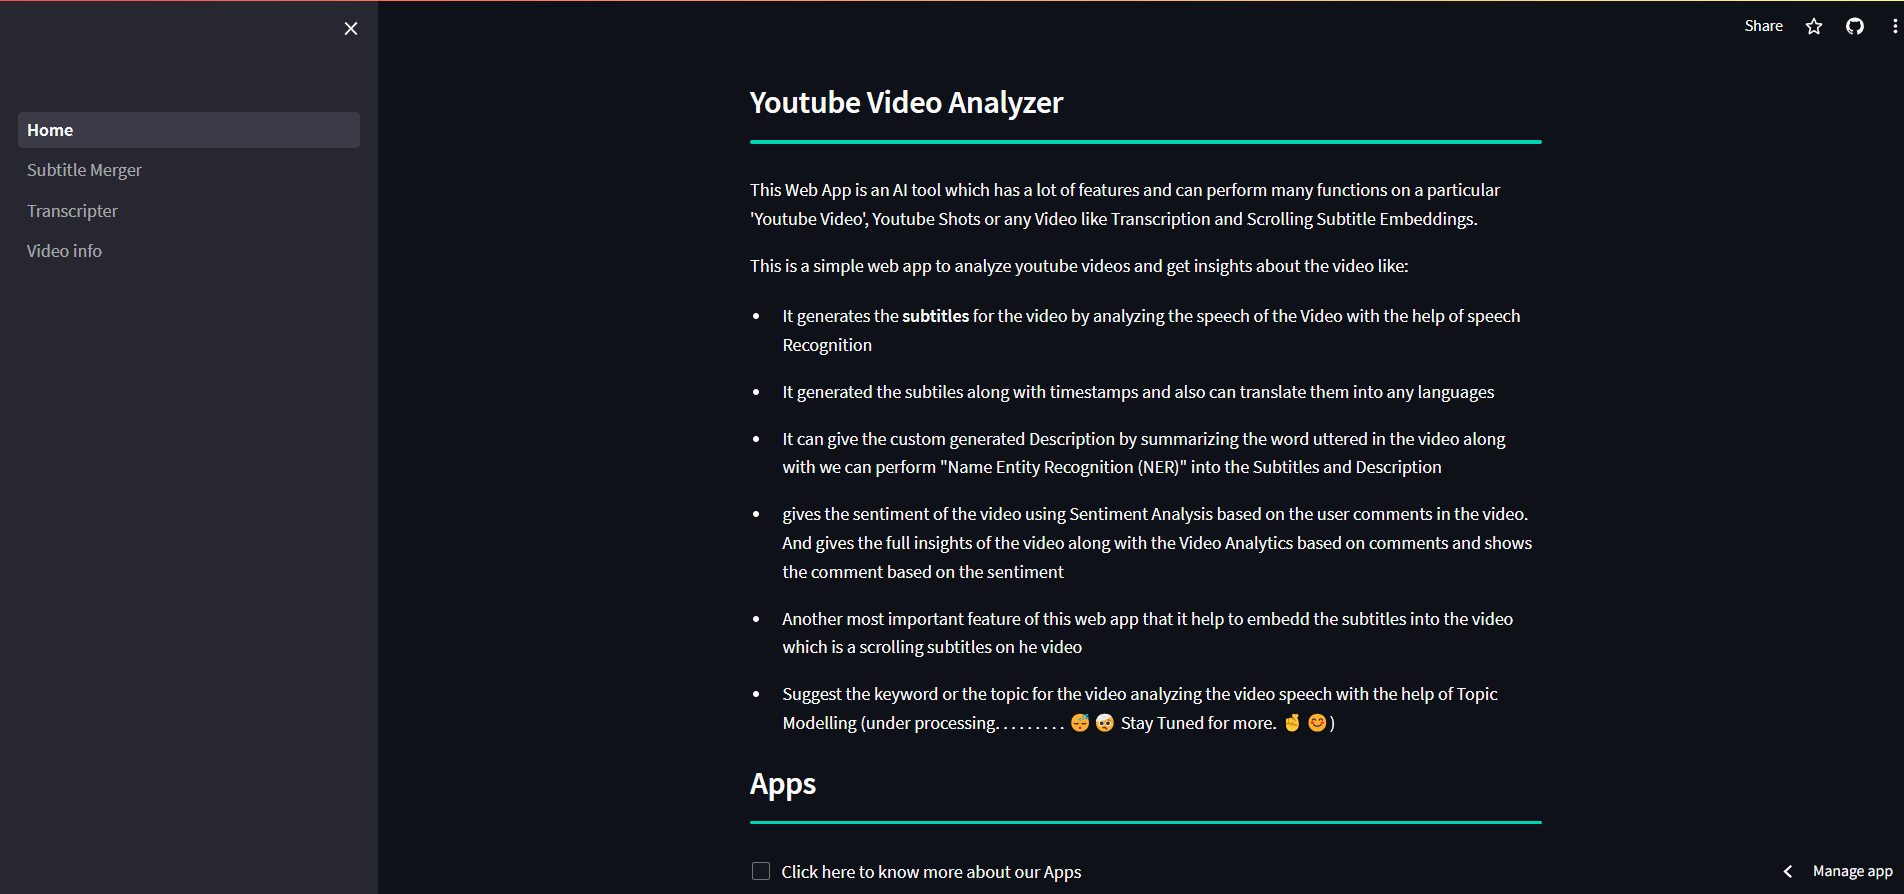 Share
Home
Subtitle Merger
Transcripter
Video info
Youtube Video Analyzer
This Web App is an AI tool which has a lot of features and can perform many functions on a particular
'Youtube Video', Youtube Shots or any Video like Transcription and Scrolling Subtitle Embeddings.
This is a simple web app to analyze youtube videos and get insights about the video like:
• It generates the subtitles for the video by analyzing the speech of the Video with the help of speech
Recognition
• It generated the subtiles along with timestamps and also can translate them into any languages
• It can give the custom generated Description by summarizing the word uttered in the video along
with we can perform "Name Entity Recognition (NER)" into the Subtitles and Description
• gives the sentiment of the video using Sentiment Analysis based on the user comments in the video.
And gives the full insights of the video along with the Video Analytics based on comments and shows
the comment based on the sentiment
• Another most important feature of this web app that it help to embedd the subtitles into the video
which is a scrolling subtitles on he video
• Suggest the keyword or the topic for the video analyzing the video speech with the help of Topic
Modelling (under processing. . . . . . . . . 😴 🤕 Stay Tuned for more. 🤞 😊 )
Apps
Click here to know more about our Apps
Manage app